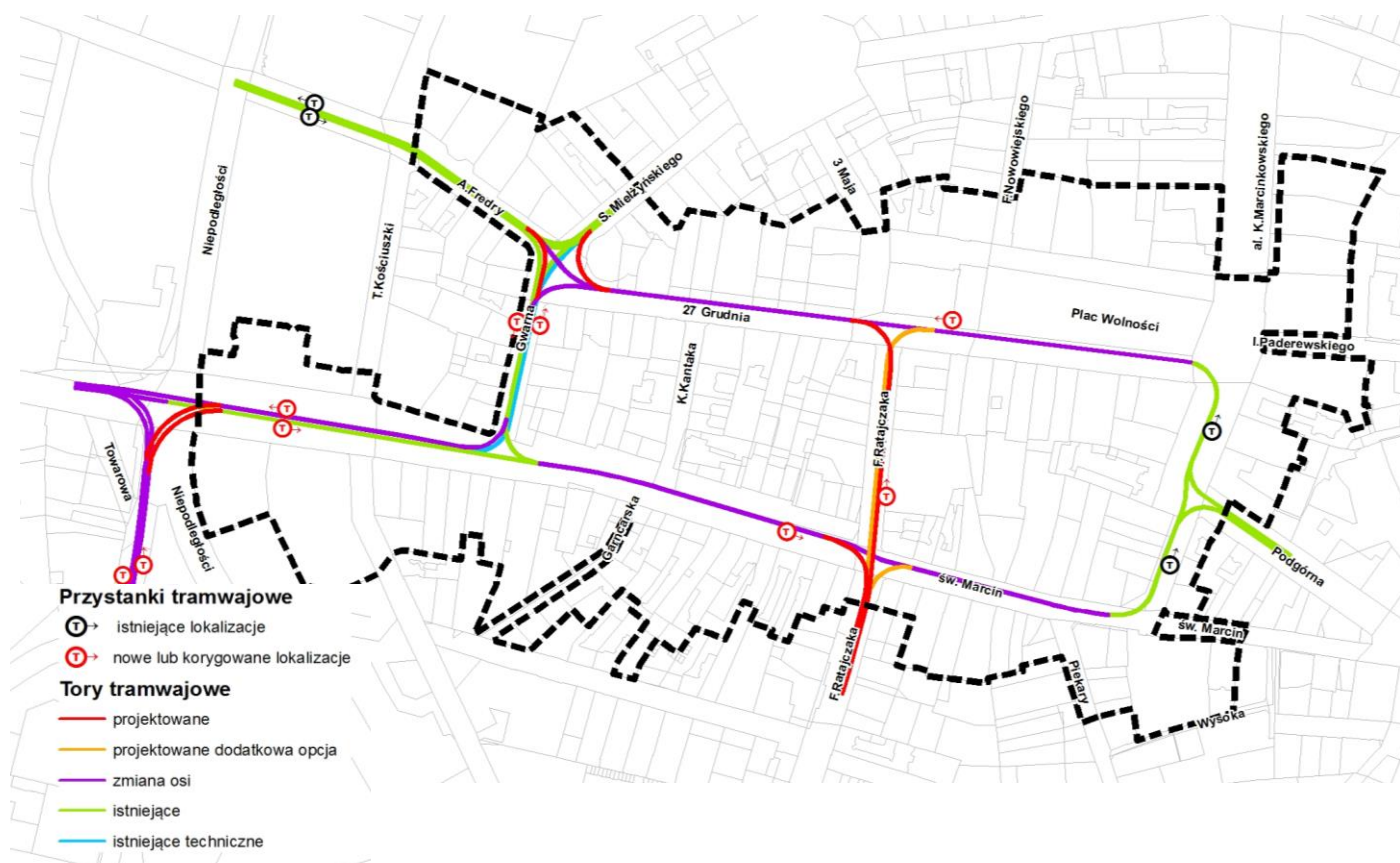 T
T
Niepodległości
A.Fredry
S. Mielżyńskiego
3 Maja
F.Nowowiejskiego
al. K.Marcinkowskiego
T.Kościuszki
T
T
Gwarna
27 Grudnia
T
Plac Wolności
I.Paderewskiego
K.Kantaka
F.Ratajczaka
T
T
T
Towarowa
Niepodległości
Garncarska
T
T
T
Podgórna
T
T
T
św. Marcin
św. Marcin
F.Ratajczaka
Piekary
Wysoka
Przystanki tramwajowe
T istniejące lokalizacje
T nowe lub korygowane lokalizacje
Tory tramwajowe
projektowane
projektowane dodatkowa opcja
zmiana osi
istniejące
istniejące techniczne